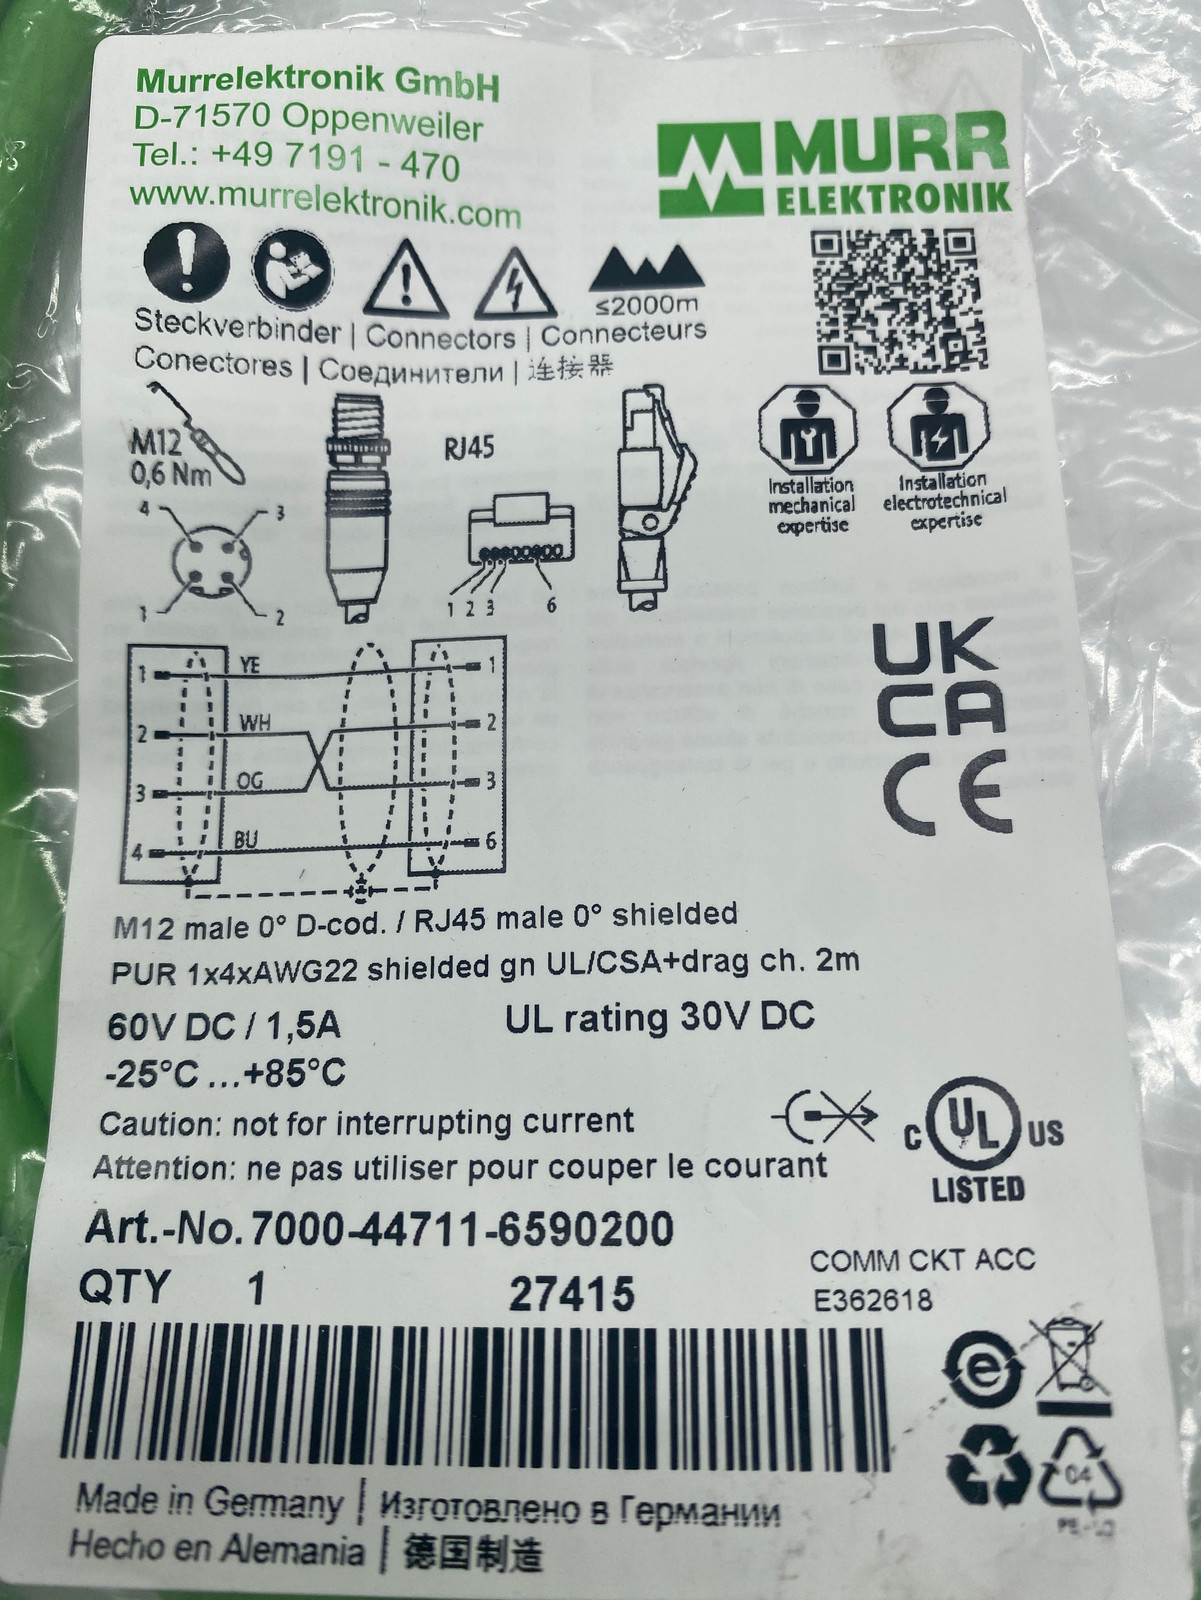 Murrelektronik GmbH
D-71570 Oppenweiler
Tel.: +49 7191 - 470
www.murrelektronik.com
MURR
ELEKTRONIK
≤2000m
Steckverbinder | Connectors | Connecteurs
Conectores | Соединители | 连接器
M12
0,6 Nm
RJ45
Installation
mechanical
expertise
Installation
electrotechnical
expertise
4 3
1 2
1 2 3 6
1 YE 1
2 WH 2
3 OG 3
4 BU 6
UK
CA
CE
M12 male 0° D-cod. / RJ45 male 0° shielded
PUR 1x4xAWG22 shielded gn UL/CSA+drag ch. 2m
60V DC / 1,5A UL rating 30V DC
-25°C ...+85°C
Caution: not for interrupting current
Attention: ne pas utiliser pour couper le courant
C UL US
LISTED
Art.-No. 7000-44711-6590200
QTY 1 27415
COMM CKT ACC
E362618
e
04
Made in Germany | Изготовлено в Германии
Hecho en Alemania | 德国制造